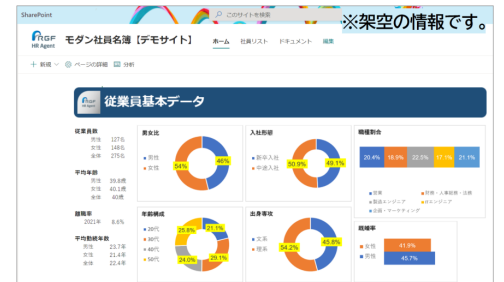 SharePoint
このサイトを検索
※架空の情報です。
RGF
HR Agent
モダン社員名簿【デモサイト】
ホーム 社員リスト ドキュメント 編集
+ 新規 ページの詳細 分析
RGF
HR Agent
従業員基本データ
従業員数
男性 127名
女性 148名
全体 275名
平均年齢
男性 39.8歳
女性 40.1歳
全体 40歳
離職率
2021年 8.6%
平均勤続年数
男性 23.7年
女性 21.4年
全体 22.4年
男女比
男性
女性
54%
46%
入社形態
新卒入社
中途入社
50.9%
49.1%
職種割合
20.4% 16.9% 22.5% 17.1% 21.1%
営業
財務・人事総務・法務
製造エンジニア
ITエンジニア
企画・マーケティング
年齢構成
20代
30代
40代
50代
25.8%
21.1%
24.0%
29.1%
出身専攻
文系
理系
54.2%
45.8%
既婚率
女性
男性
41.9%
45.7%